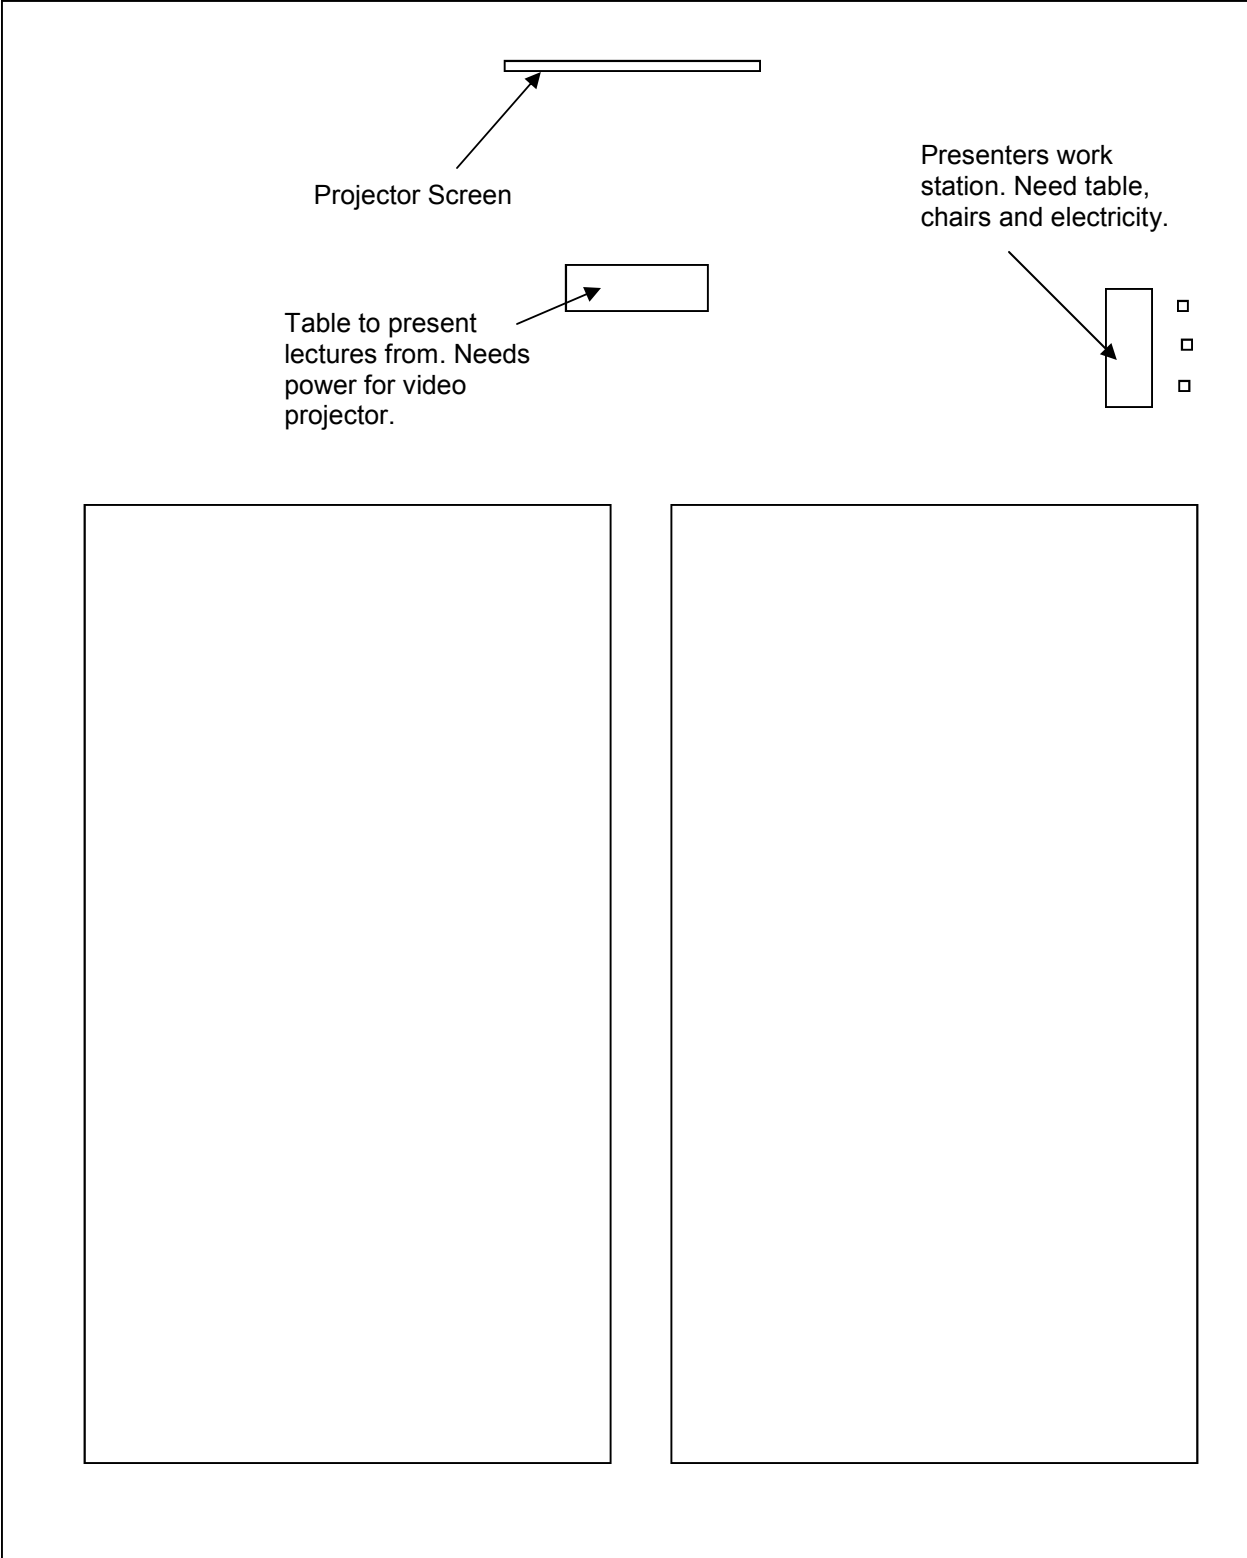 Projector Screen
Presenters work
station. Need table,
chairs and electricity.
Table to present
lectures from. Needs
power for video
projector.